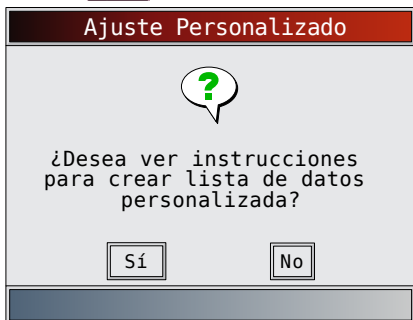 Ajuste Personalizado
?
¿Desea ver instrucciones
para crear lista de datos
personalizada?
Sí No